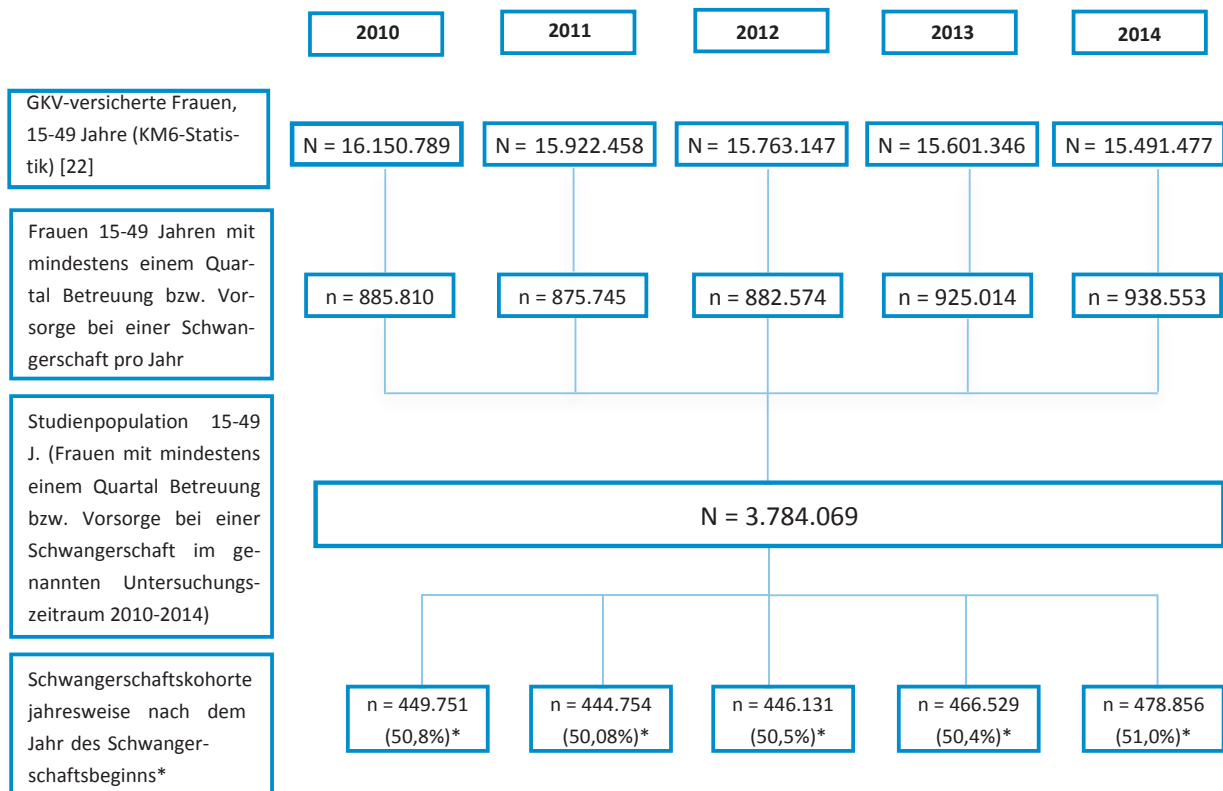 2010
2011
2012
2013
2014
GKV-versicherte Frauen,
15-49 Jahre (KM6-Statis-
tik) [22]
N = 16.150.789
N = 15.922.458
N = 15.763.147
N = 15.601.346
N = 15.491.477
Frauen 15-49 Jahren mit
mindestens einem Quar-
tal Betreuung bzw. Vor-
sorge bei einer Schwan-
gerschaft pro Jahr
n = 885.810
n = 875.745
n = 882.574
n = 925.014
n = 938.553
Studienpopulation 15-49
J. (Frauen mit mindestens
einem Quartal Betreuung
bzw. Vorsorge bei einer
Schwangerschaft im ge-
nannten Untersuchungs-
zeitraum 2010-2014)
N = 3.784.069
Schwangerschaftskohorte
jahresweise nach dem
Jahr des Schwanger-
schaftsbeginns*
n = 449.751
(50,8%)*
n = 444.754
(50,08%)*
n = 446.131
(50,5%)*
n = 466.529
(50,4%)*
n = 478.856
(51,0%)*